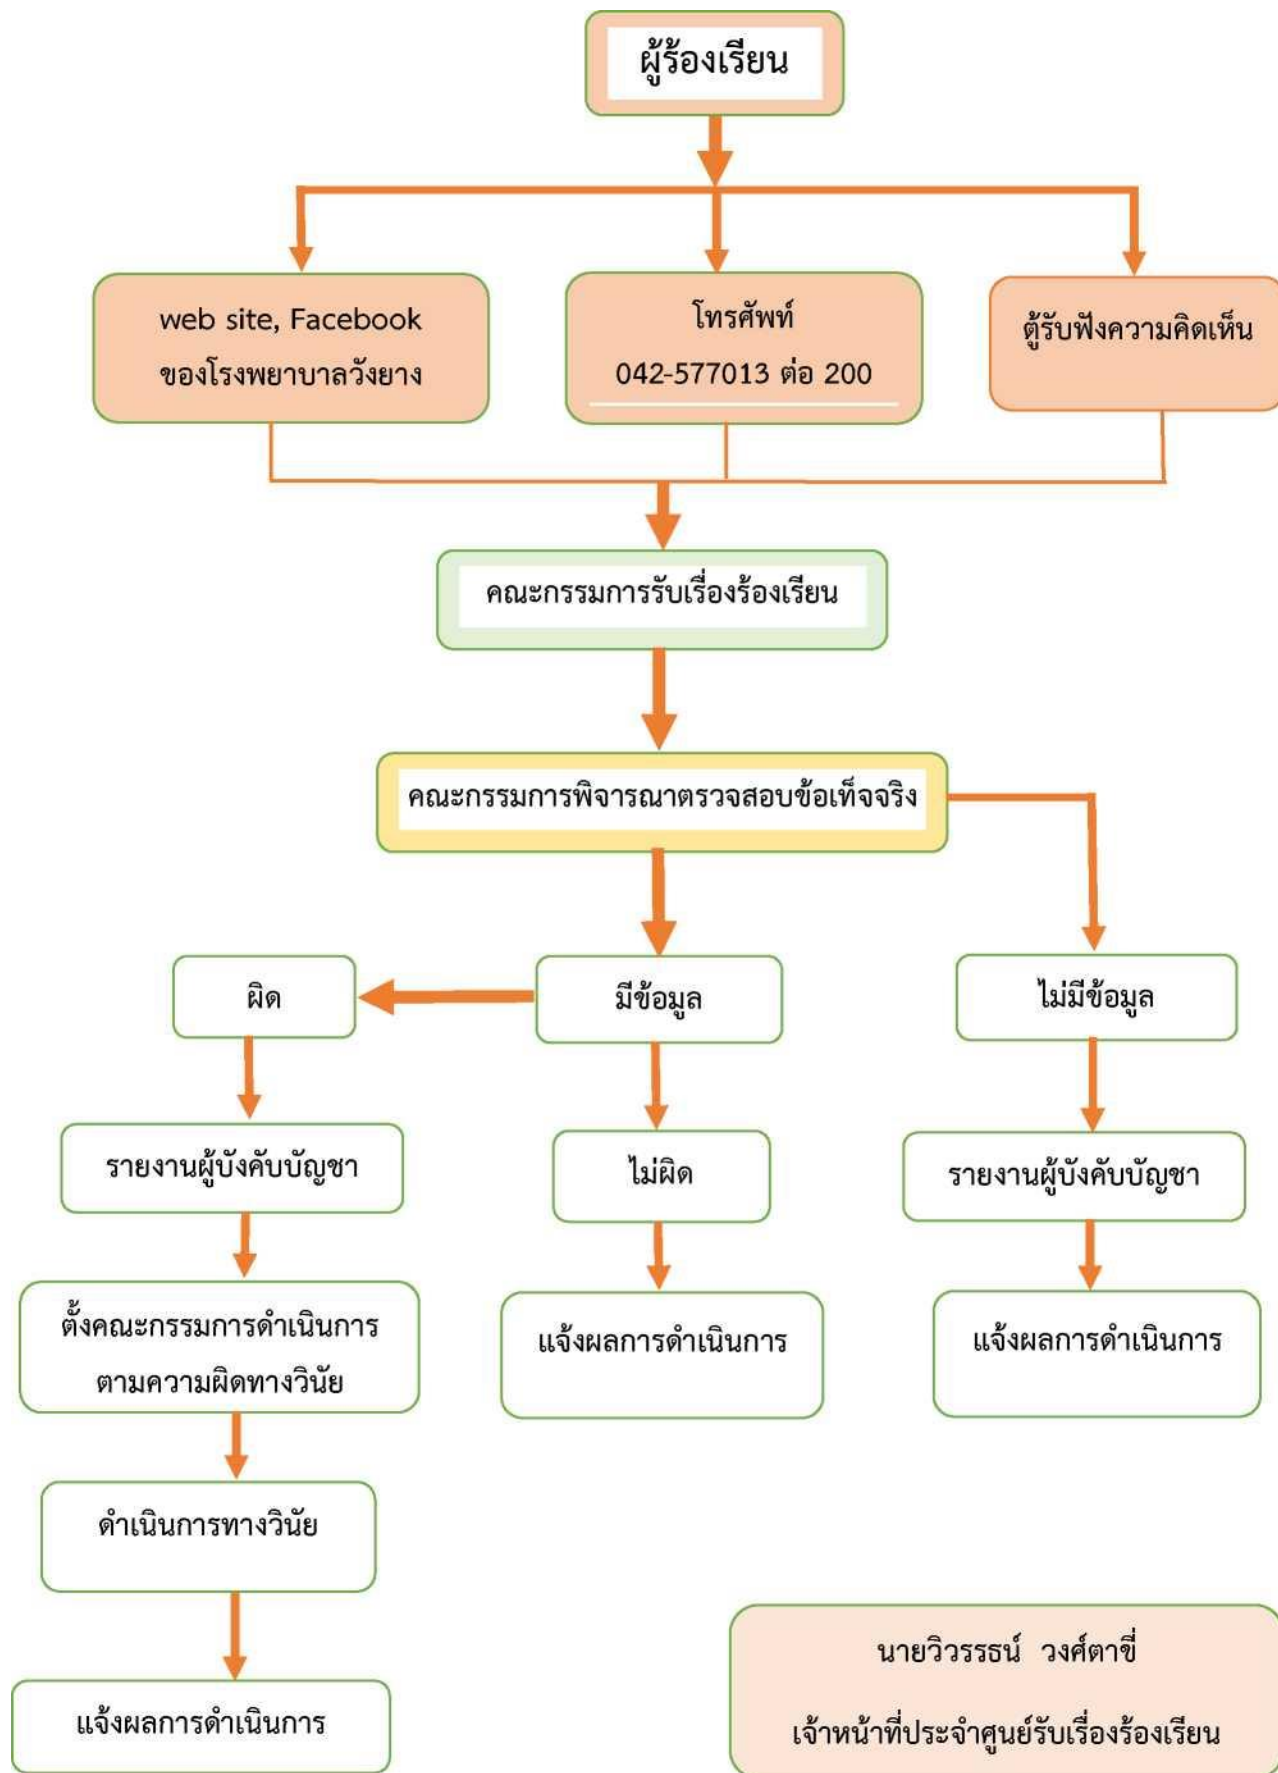 ผู้ร้องเรียน
web site, Facebook
ของโรงพยาบาลวังยาง
โทรศัพท์
042-577013 ต่อ 200
ตู้รับฟังความคิดเห็น
คณะกรรมการรับเรื่องร้องเรียน
คณะกรรมการพิจารณาตรวจสอบข้อเท็จจริง
ผิด
มีข้อมูล
ไม่มีข้อมูล
รายงานผู้บังคับบัญชา
ไม่ผิด
รายงานผู้บังคับบัญชา
ตั้งคณะกรรมการดำเนินการ
ตามความผิดทางวินัย
แจ้งผลการดำเนินการ
แจ้งผลการดำเนินการ
ดำเนินการทางวินัย
แจ้งผลการดำเนินการ
นายวิวรรธน์ วงศ์ตาขี่
เจ้าหน้าที่ประจำศูนย์รับเรื่องร้องเรียน